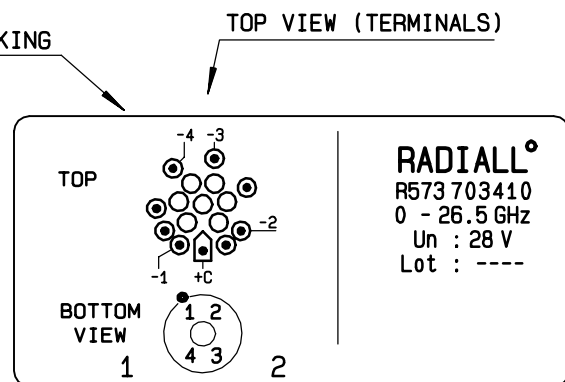 TOP VIEW (TERMINALS)
-4 -3
TOP
-2
-1 +C
BOTTOM
VIEW
1 2
4 3
1 2
RADIALL°
R573 703410
0 - 26.5 GHz
Un : 28 V
Lot : ----